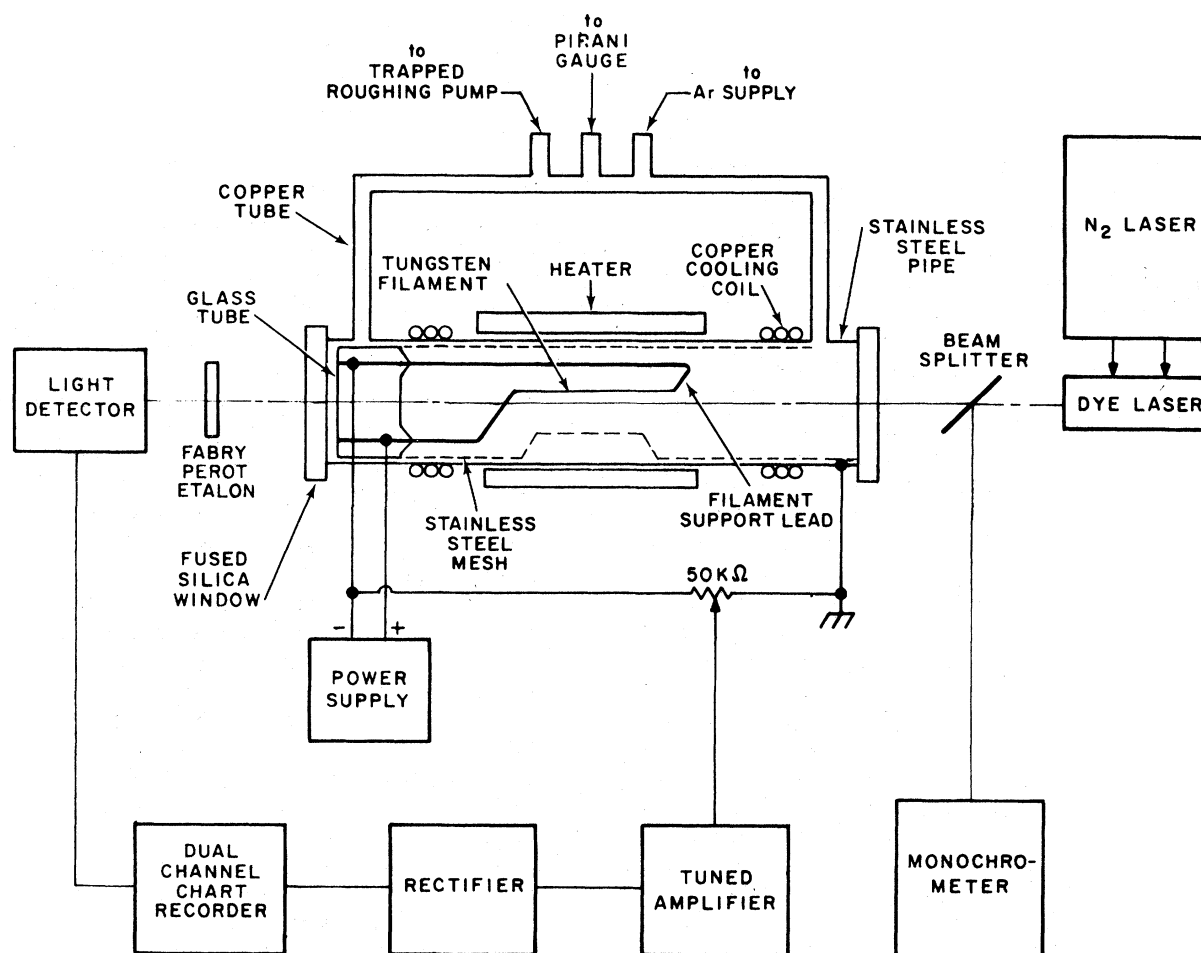 to
TRAPPED
ROUGHING PUMP
to
PIRANI
GAUGE
to
Ar SUPPLY
COPPER
TUBE
N2 LASER
STAINLESS
STEEL
PIPE
COPPER
COOLING
COIL
TUNGSTEN
FILAMENT
HEATER
GLASS
TUBE
BEAM
SPLITTER
LIGHT
DETECTOR
DYE LASER
FABRY
PEROT
ETALON
FILAMENT
SUPPORT LEAD
STAINLESS
STEEL
MESH
FUSED
SILICA
WINDOW
50KΩ
- +
POWER
SUPPLY
DUAL
CHANNEL
CHART
RECORDER
RECTIFIER
TUNED
AMPLIFIER
MONOCHRO-
METER